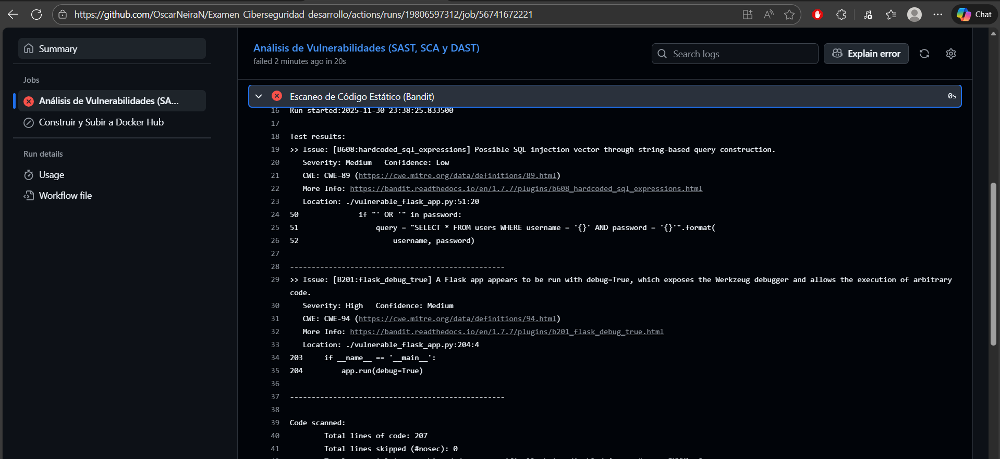 https://github.com/OscarNeiraN/Examen_Ciberseguridad_desarrollo/actions/runs/19806597312/job/56741672221
Chat
Summary
Jobs
Análisis de Vulnerabilidades (SA...
Construir y Subir a Docker Hub
Run details
Usage
Workflow file
Análisis de Vulnerabilidades (SAST, SCA y DAST)
failed 2 minutes ago in 20s
Search logs
Explain error
Escaneo de Código Estático (Bandit)
0s
16 Run started:2025-11-30 23:38:25.833500
17
18 Test results:
19 >> Issue: [B608:hardcoded_sql_expressions] Possible SQL injection vector through string-based query construction.
20 Severity: Medium Confidence: Low
21 CWE: CWE-89 (https://cwe.mitre.org/data/definitions/89.html)
22 More Info: https://bandit.readthedocs.io/en/1.7.7/plugins/b608_hardcoded_sql_expressions.html
23 Location: ./vulnerable_flask_app.py:51:20
24 50 if "' OR '" in password:
25 51 query = "SELECT * FROM users WHERE username = '{}' AND password = '{}'".format(
26 52 username, password)
27
28 --------------------------------------------------
29 >> Issue: [B201:flask_debug_true] A Flask app appears to be run with debug=True, which exposes the Werkzeug debugger and allows the execution of arbitrary
code.
30 Severity: High Confidence: Medium
31 CWE: CWE-94 (https://cwe.mitre.org/data/definitions/94.html)
32 More Info: https://bandit.readthedocs.io/en/1.7.7/plugins/b201_flask_debug_true.html
33 Location: ./vulnerable_flask_app.py:204:4
34 203 if __name__ == '__main__':
35 204 app.run(debug=True)
36
37 --------------------------------------------------
38
39 Code scanned:
40 Total lines of code: 207
41 Total lines skipped (#nosec): 0